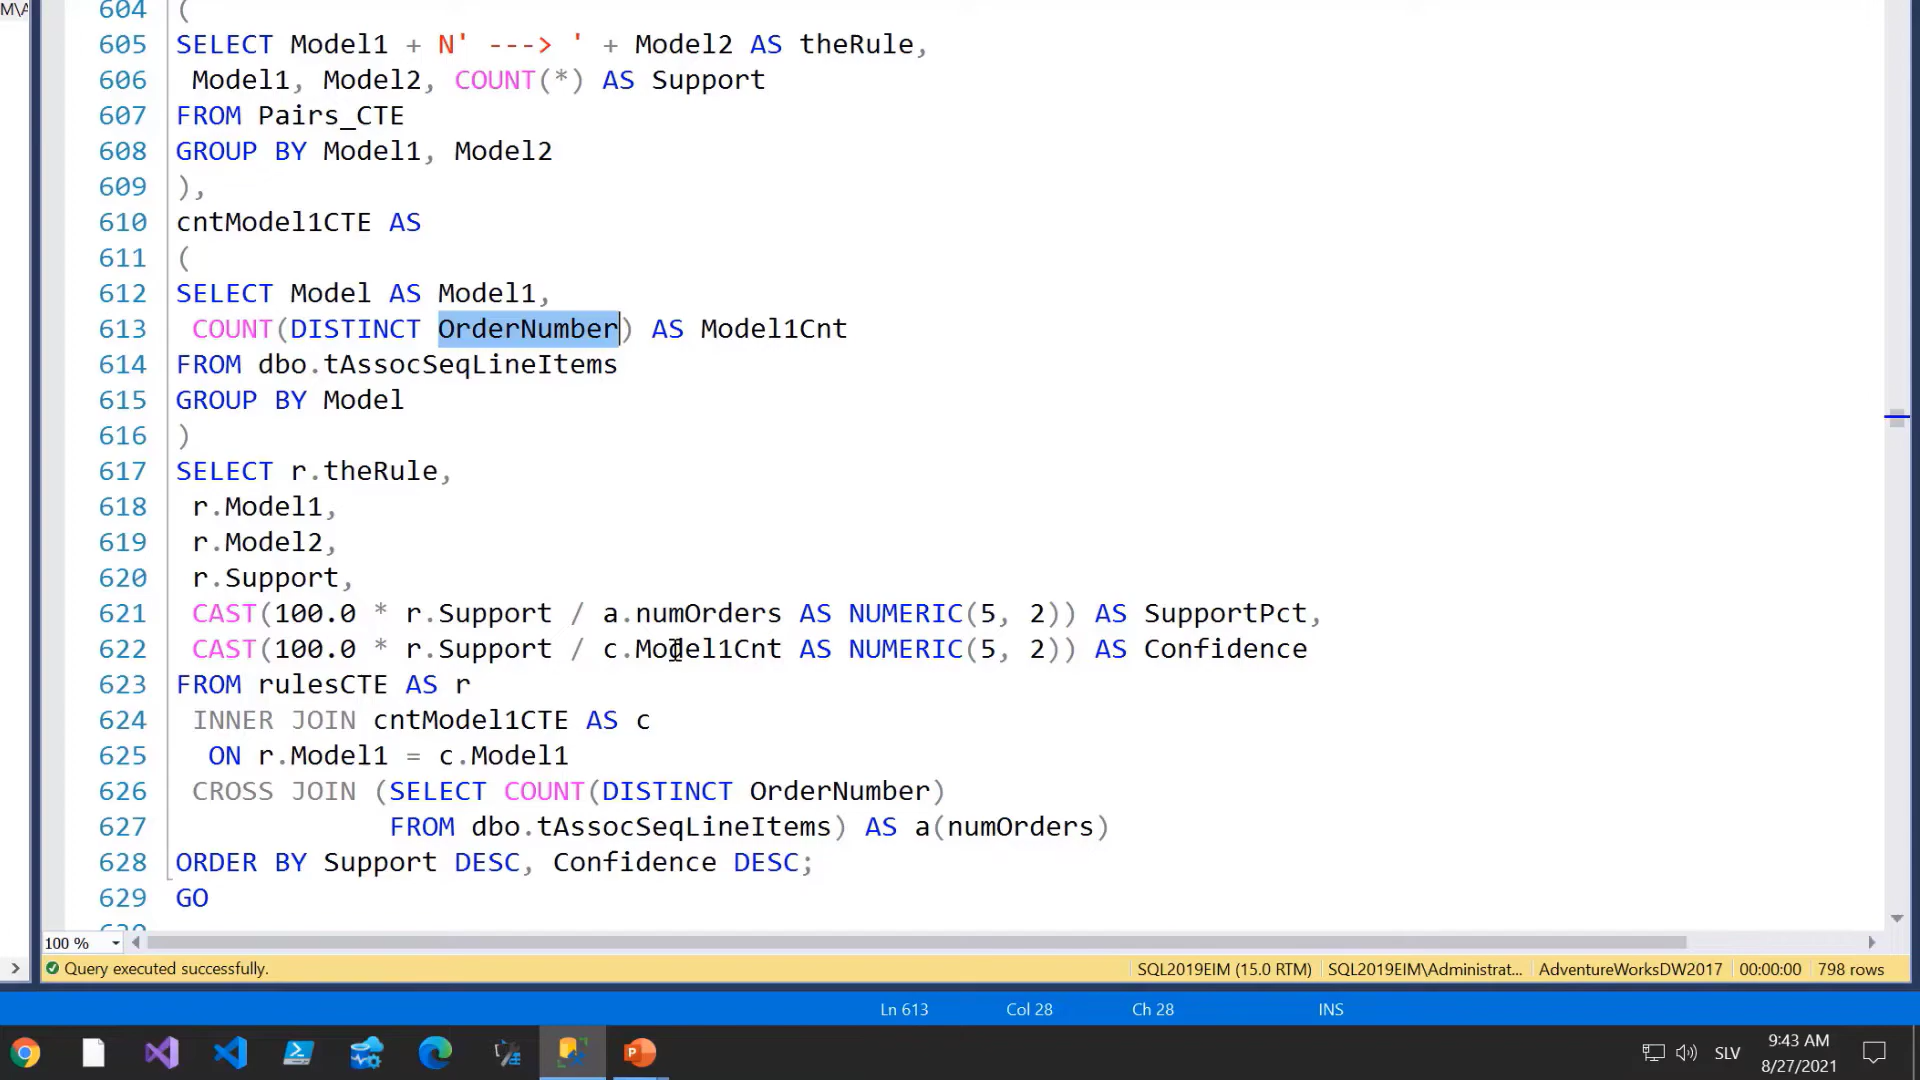 M\A
604 (
605 SELECT Model1 + N' ---> ' + Model2 AS theRule,
606 Model1, Model2, COUNT(*) AS Support
607 FROM Pairs_CTE
608 GROUP BY Model1, Model2
609 ),
610 cntModel1CTE AS
611 (
612 SELECT Model AS Model1,
613 COUNT(DISTINCT OrderNumber) AS Model1Cnt
614 FROM dbo.tAssocSeqLineItems
615 GROUP BY Model
616 )
617 SELECT r.theRule,
618 r.Model1,
619 r.Model2,
620 r.Support,
621 CAST(100.0 * r.Support / a.numOrders AS NUMERIC(5, 2)) AS SupportPct,
622 CAST(100.0 * r.Support / c.Model1Cnt AS NUMERIC(5, 2)) AS Confidence
623 FROM rulesCTE AS r
624 INNER JOIN cntModel1CTE AS c
625 ON r.Model1 = c.Model1
626 CROSS JOIN (SELECT COUNT(DISTINCT OrderNumber)
627 FROM dbo.tAssocSeqLineItems) AS a(numOrders)
628 ORDER BY Support DESC, Confidence DESC;
629 GO
100 %
Query executed successfully. SQL2019EIM (15.0 RTM) SQL2019EIM\Administrat... AdventureWorksDW2017 00:00:00 798 rows
Ln 613 Col 28 Ch 28 INS
SLV 9:43 AM
8/27/2021